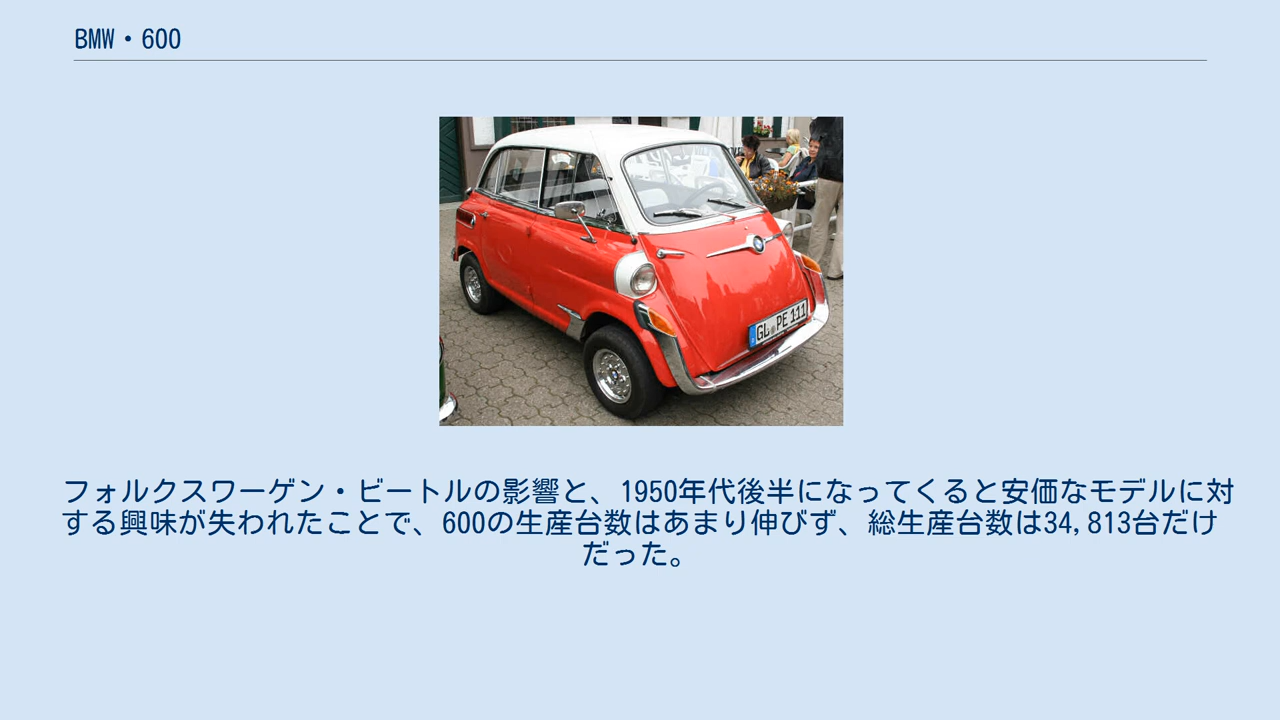 BMW・600
GL PE 111
フォルクスワーゲン・ビートルの影響と、1950年代後半になってくると安価なモデルに対
する興味が失われたことで、600の生産台数はあまり伸びず、総生産台数は34,813台だけ
だった。